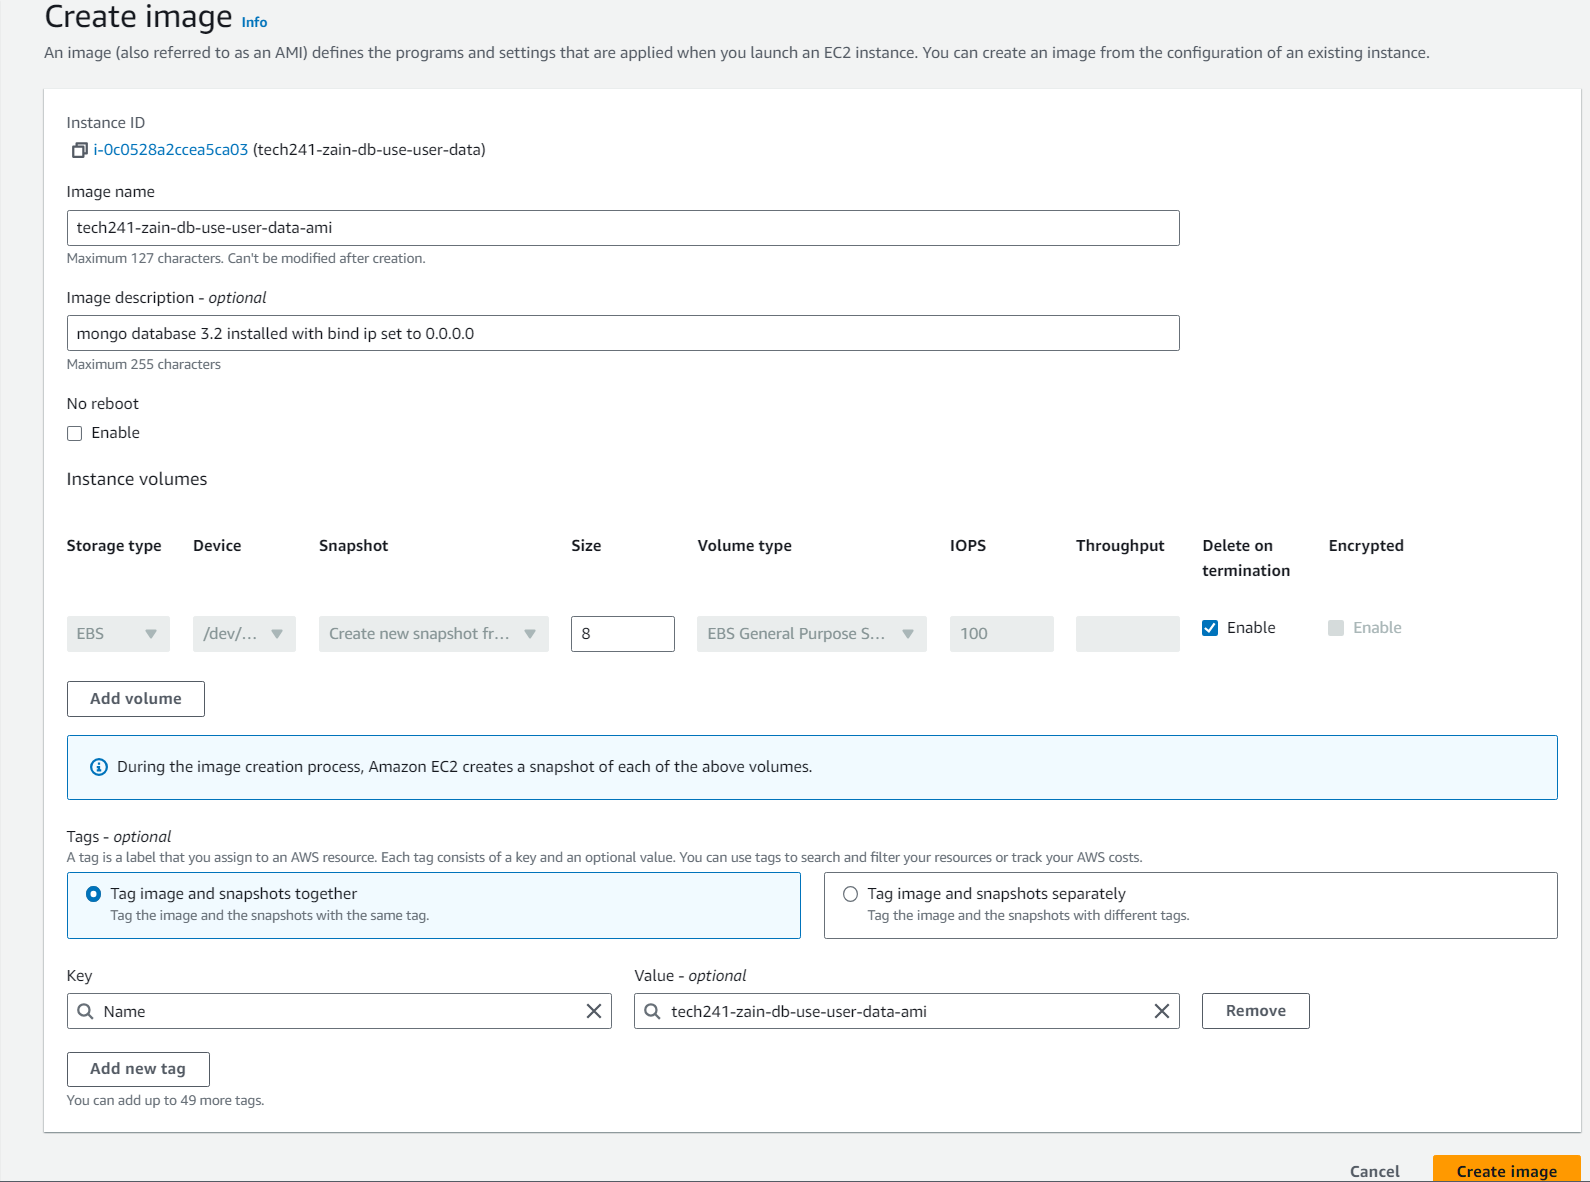 Create image Info
An image (also referred to as an AMI) defines the programs and settings that are applied when you launch an EC2 instance. You can create an image from the configuration of an existing instance.
Instance ID
i-0c0528a2ccea5ca03 (tech241-zain-db-use-user-data)
Image name
tech241-zain-db-use-user-data-ami
Maximum 127 characters. Can't be modified after creation.
Image description - optional
mongo database 3.2 installed with bind ip set to 0.0.0.0
Maximum 255 characters
No reboot
Enable
Instance volumes
Storage type Device Snapshot Size Volume type IOPS Throughput Delete on termination Encrypted
EBS /dev/... Create new snapshot fr... 8 EBS General Purpose S... 100 Enable Enable
Add volume
During the image creation process, Amazon EC2 creates a snapshot of each of the above volumes.
Tags - optional
A tag is a label that you assign to an AWS resource. Each tag consists of a key and an optional value. You can use tags to search and filter your resources or track your AWS costs.
Tag image and snapshots together
Tag the image and the snapshots with the same tag.
Tag image and snapshots separately
Tag the image and the snapshots with different tags.
Key Value - optional
Name tech241-zain-db-use-user-data-ami Remove
Add new tag
You can add up to 49 more tags.
Cancel Create image